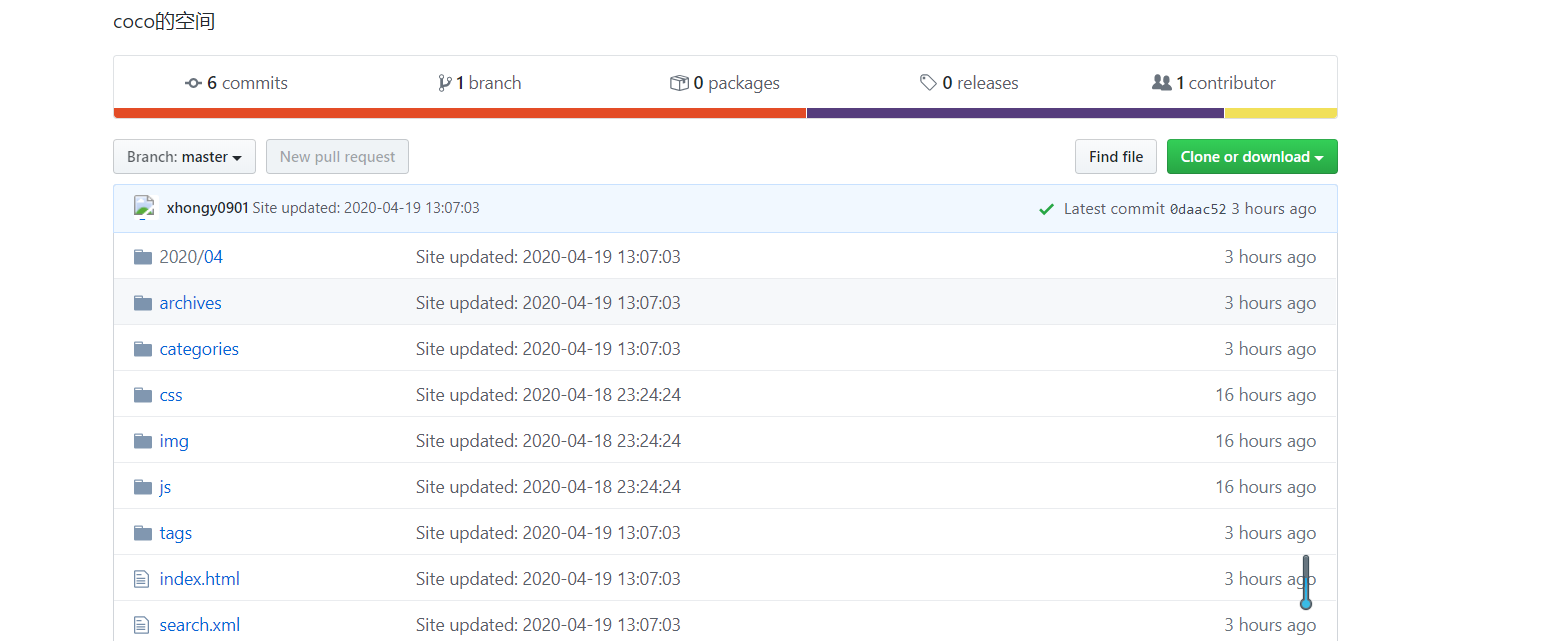 coco的空间
6 commits 1 branch 0 packages 0 releases 1 contributor
Branch: master New pull request Find file Clone or download
xhongy0901 Site updated: 2020-04-19 13:07:03 Latest commit 0daac52 3 hours ago
2020/04 Site updated: 2020-04-19 13:07:03 3 hours ago
archives Site updated: 2020-04-19 13:07:03 3 hours ago
categories Site updated: 2020-04-19 13:07:03 3 hours ago
css Site updated: 2020-04-18 23:24:24 16 hours ago
img Site updated: 2020-04-18 23:24:24 16 hours ago
js Site updated: 2020-04-18 23:24:24 16 hours ago
tags Site updated: 2020-04-19 13:07:03 3 hours ago
index.html Site updated: 2020-04-19 13:07:03 3 hours ago
search.xml Site updated: 2020-04-19 13:07:03 3 hours ago